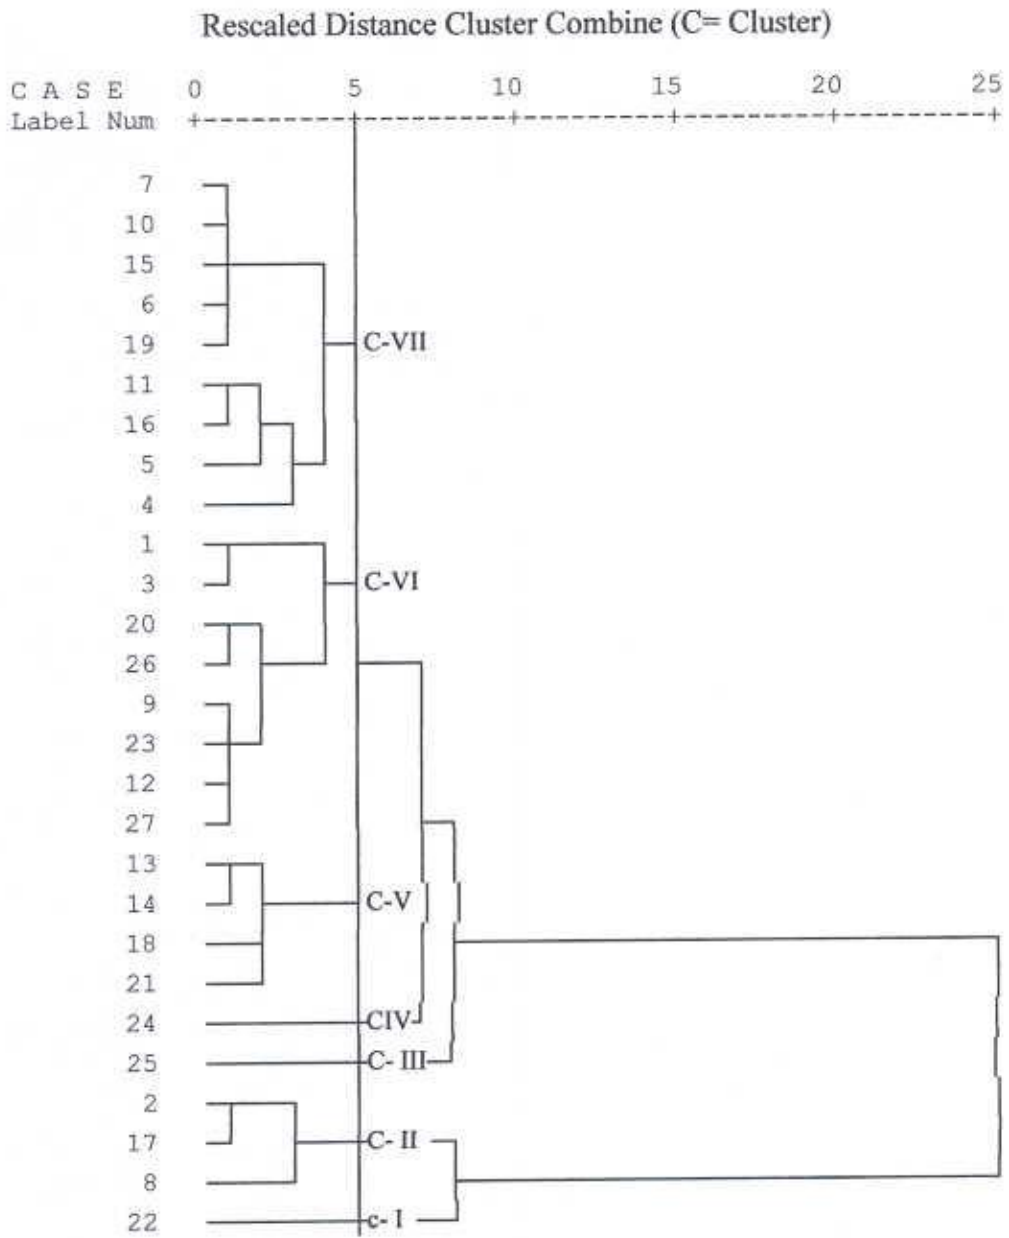 Rescaled Distance Cluster Combine (C= Cluster)
C A S E 0 5 10 15 20 25
Label Num +---------+---------+---------+---------+---------+
7
10
15
6
19 C-VII
11
16
5
4
1
3 C-VI
20
26
9
23
12
27
13
14 C-V
18
21
24 CIV
25 C- III
2
17 C- II
8
22 c- I